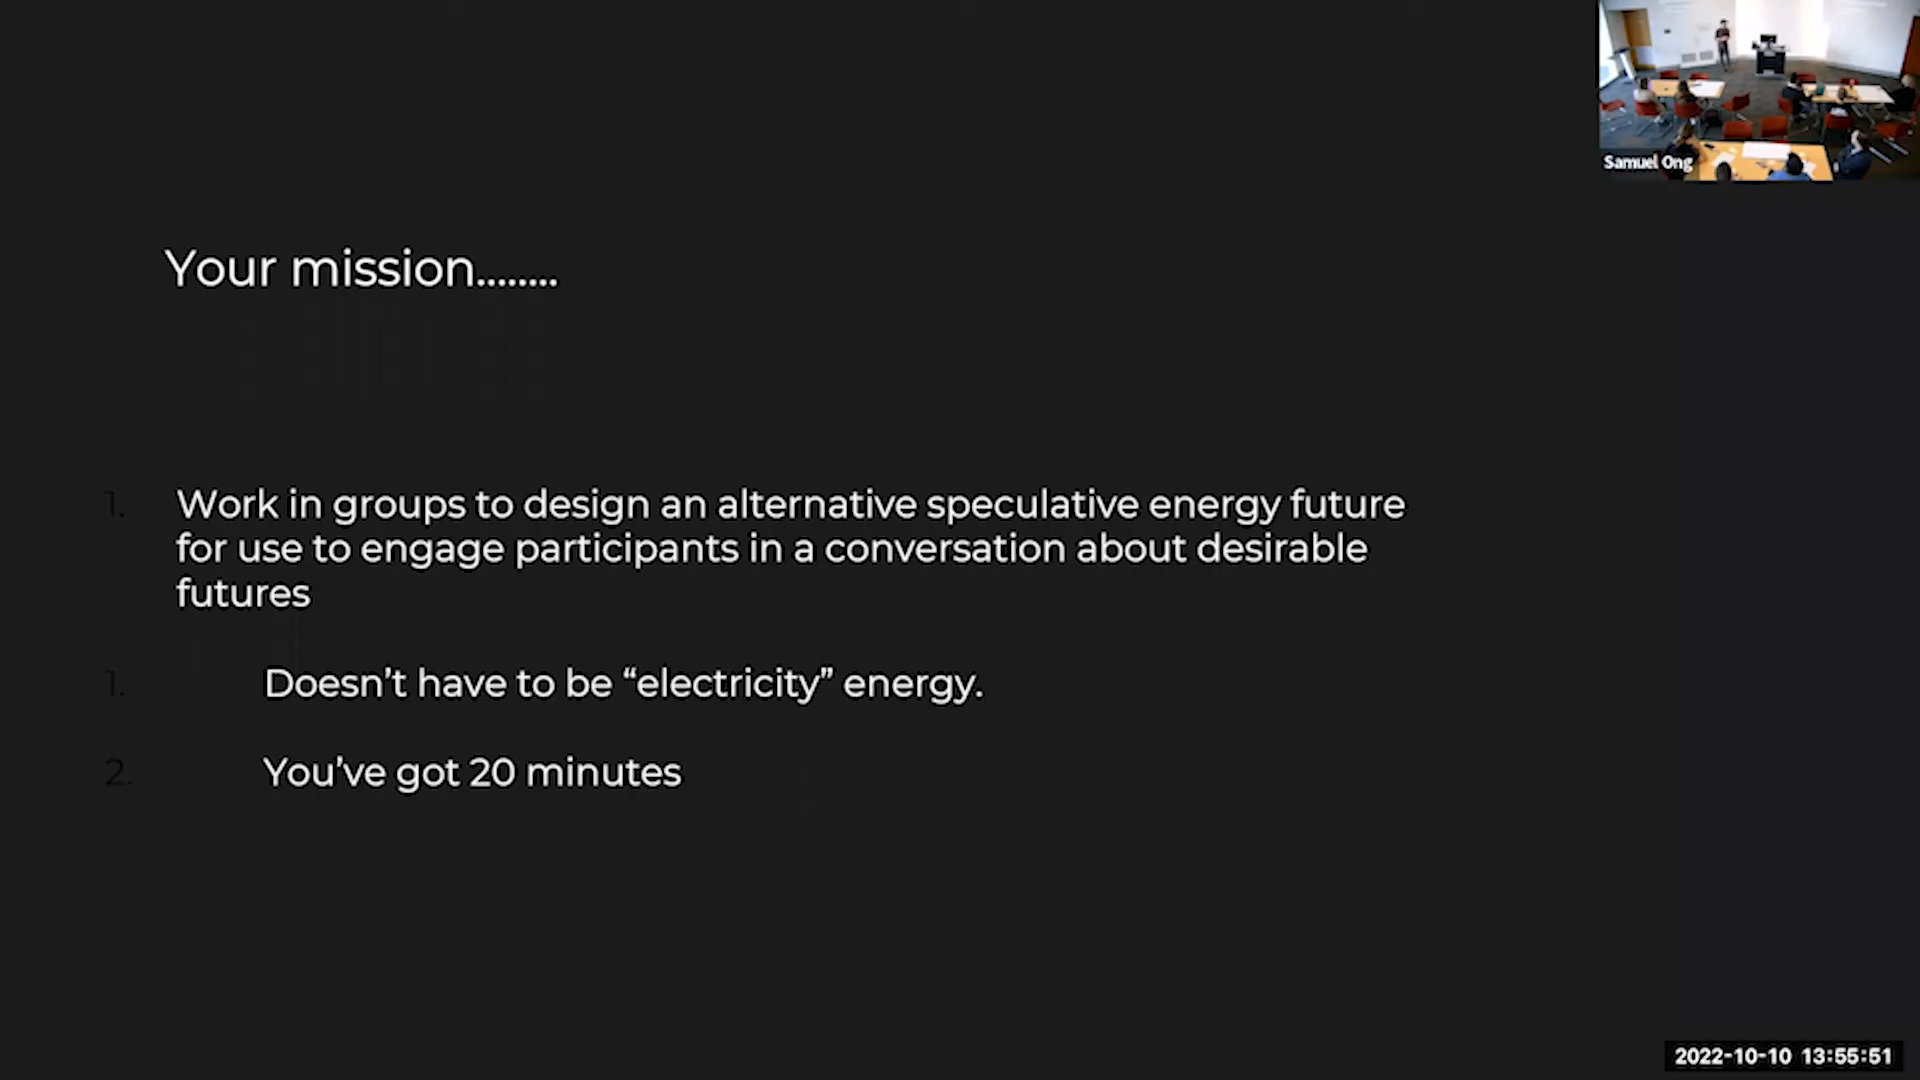 Samuel Ong
Your mission........
1. Work in groups to design an alternative speculative energy future
for use to engage participants in a conversation about desirable
futures
1. Doesn’t have to be “electricity” energy.
2. You’ve got 20 minutes
2022-10-10 13:55:51